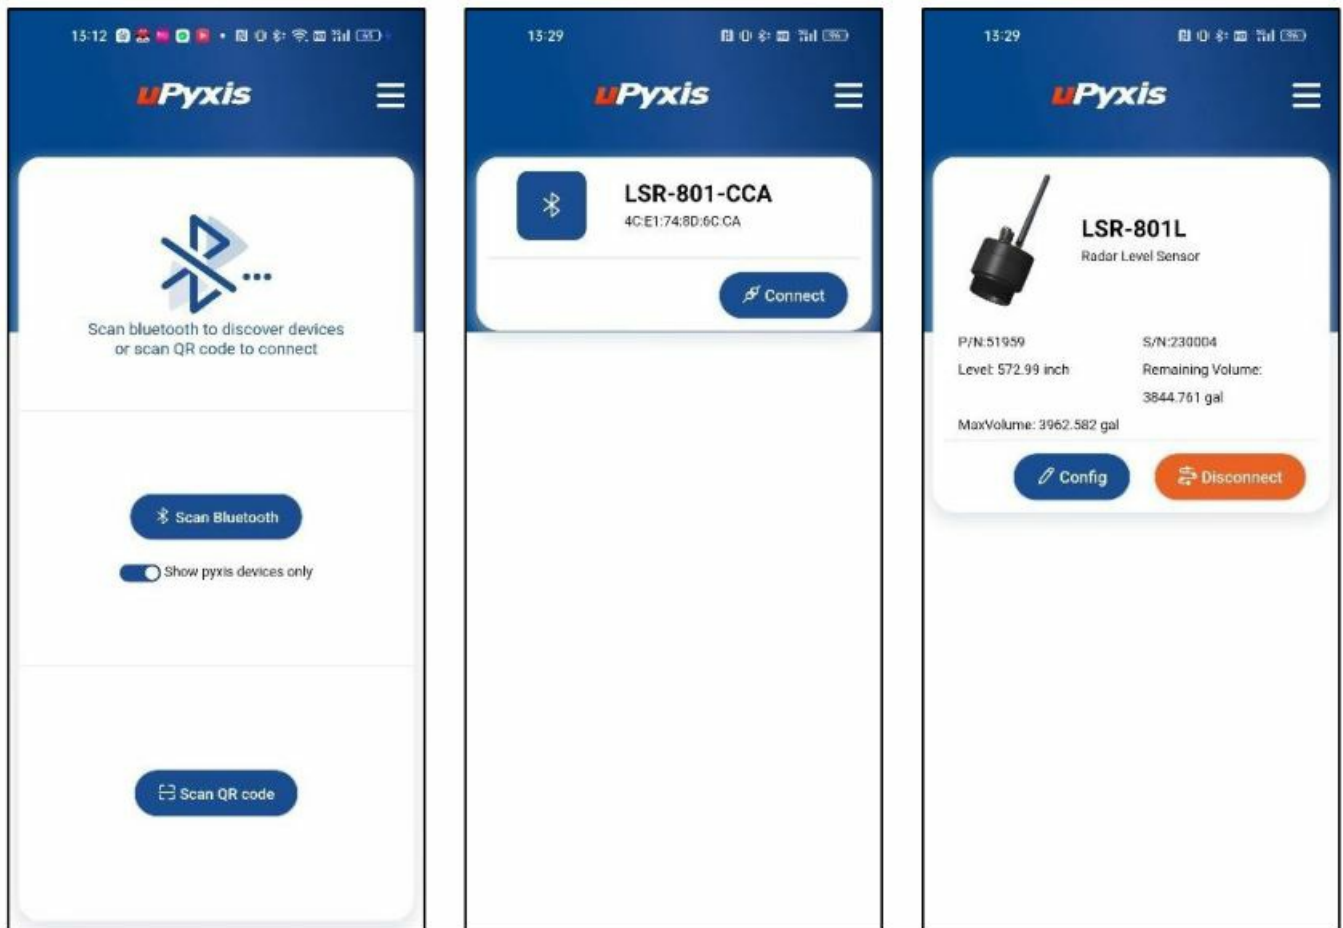 15:12
uPyxis
Scan bluetooth to discover devices
or scan QR code to connect
Scan Bluetooth
Show pyxis devices only
Scan QR code
15:29
uPyxis
LSR-801-CCA
4C:E1:74:8D:6C:CA
Connect
15:29
uPyxis
LSR-801L
Radar Level Sensor
P/N:51959 S/N:230004
Level: 572.99 inch Remaining Volume:
3844.761 gal
MaxVolume: 3962.582 gal
Config Disconnect